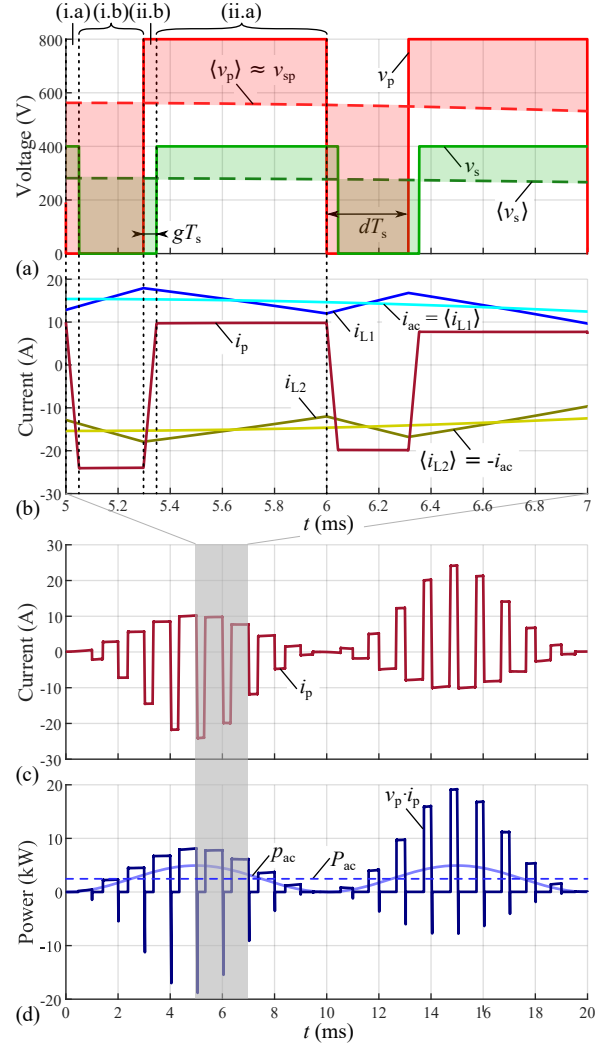 (i.a) (i.b) (ii.b) (ii.a)
800
600
400
200
0
Voltage (V)
⟨vp⟩ ≈ vsp
vp
vs
⟨vs⟩
gTs
dTs
(a)
20
10
0
-10
-20
-30
Current (A)
ip
iL1
iac = ⟨iL1⟩
iL2
⟨iL2⟩ = -iac
(b)
5 5.2 5.4 5.6 5.8 6 6.2 6.4 6.6 6.8 7
t (ms)
30
20
10
0
-10
-20
-30
Current (A)
ip
(c)
20
10
0
-10
-20
Power (kW)
vp·ip
pac
Pac
(d)
0 2 4 6 8 10 12 14 16 18 20
t (ms)